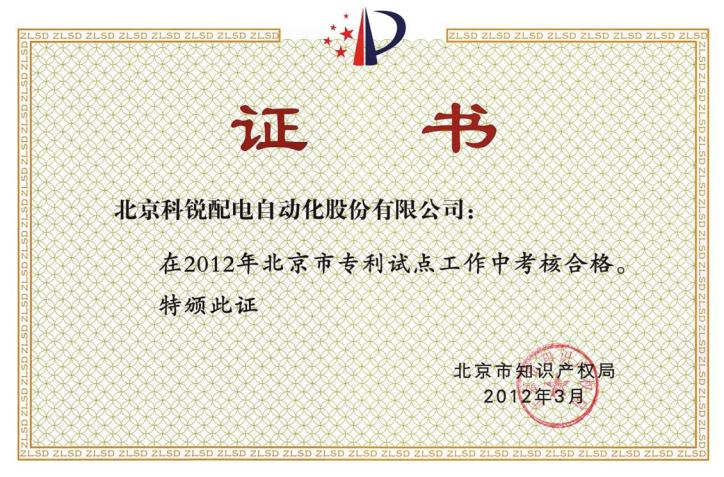 证 书
北京科锐配电自动化股份有限公司：
在2012年北京市专利试点工作中考核合格。
特颁此证
北京市知识产权局
2012年3月